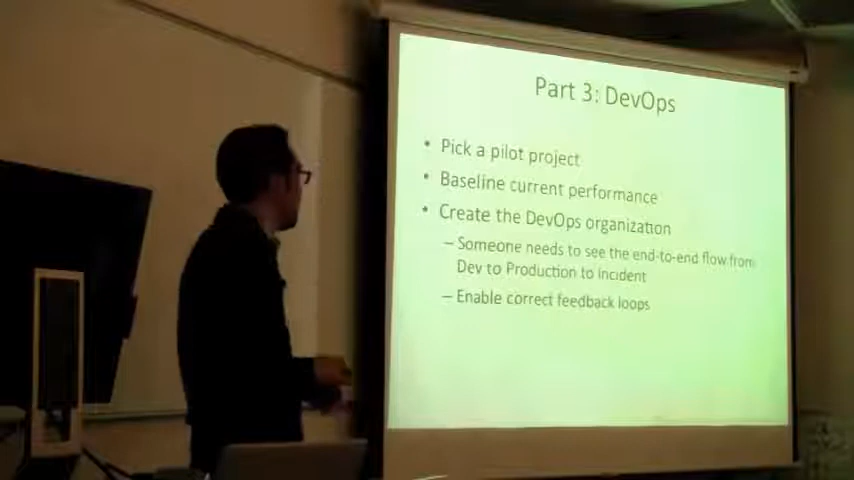 Part 3: DevOps
• Pick a pilot project
• Baseline current performance
• Create the DevOps organization
– Someone needs to see the end-to-end flow from
Dev to Production to incident
– Enable correct feedback loops